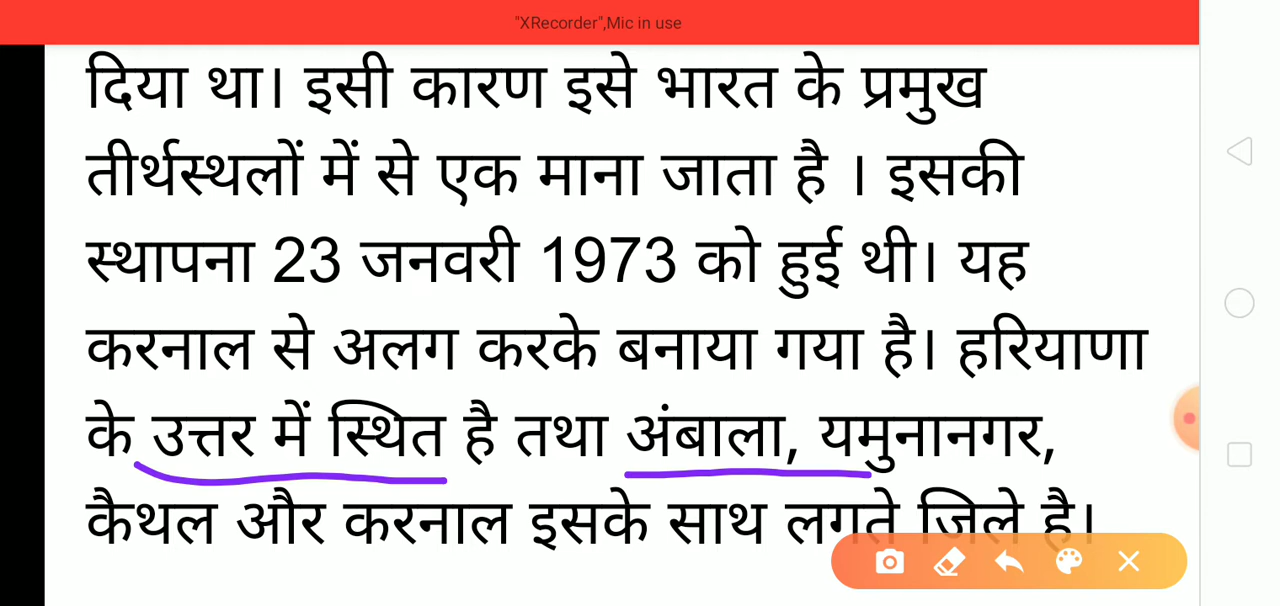 "XRecorder",Mic in use
दिया था। इसी कारण इसे भारत के प्रमुख
तीर्थस्थलों में से एक माना जाता है । इसकी
स्थापना 23 जनवरी 1973 को हुई थी। यह
करनाल से अलग करके बनाया गया है। हरियाणा
के उत्तर में स्थित है तथा अंबाला, यमुनानगर,
कैथल और करनाल इसके साथ लगते जिले है।